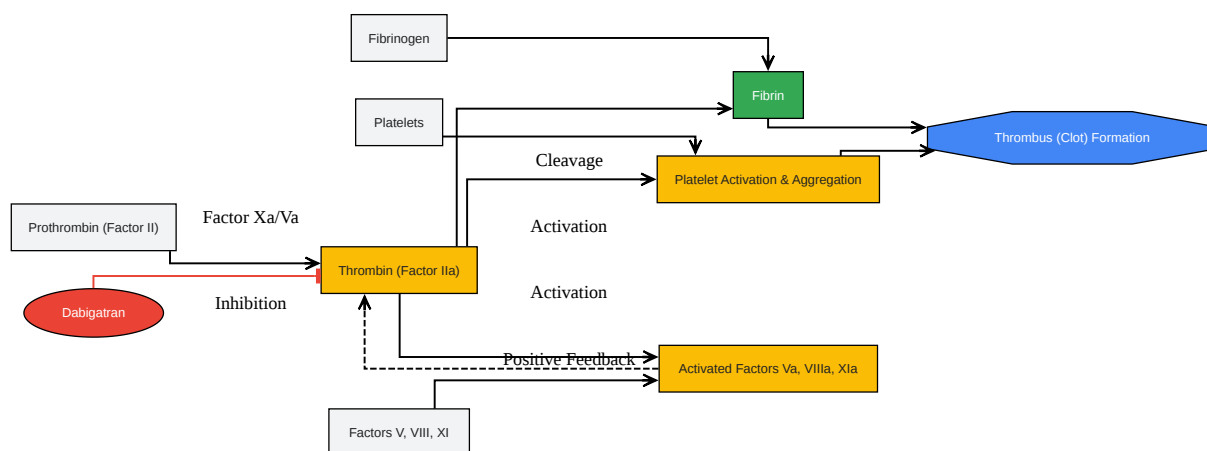 Fibrinogen
Fibrin
Platelets
Thrombus (Clot) Formation
Cleavage
Platelet Activation & Aggregation
Factor Xa/Va
Prothrombin (Factor II)
Activation
Thrombin (Factor IIa)
Activation
Inhibition
Dabigatran
Positive Feedback
Activated Factors Va, VIIIa, XIa
Factors V, VIII, XI